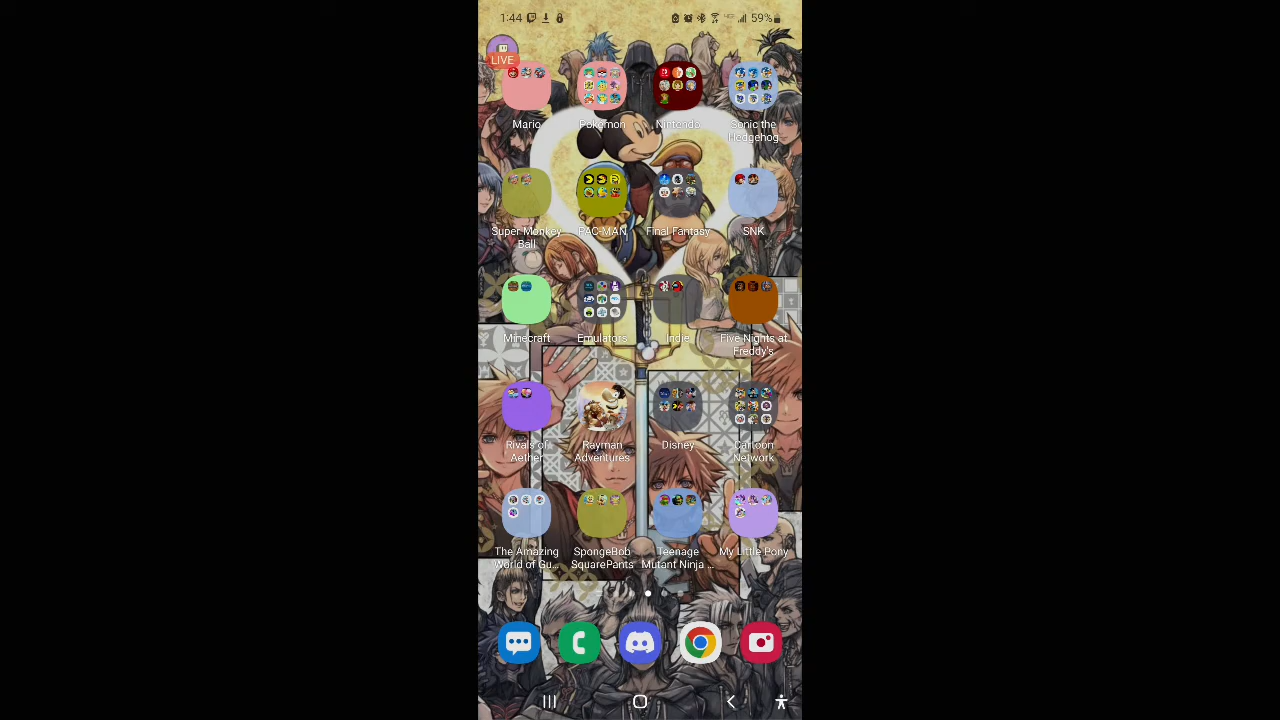 1:44
59%
LIVE
Mario
Pokémon
Nintendo
Sonic the
Hedgehog
Super Monkey
Ball
PAC-MAN
Final Fantasy
SNK
Minecraft
Emulators
Indie
Five Nights at
Freddy's
Rivals of
Aether
Rayman
Adventures
Disney
Cartoon
Network
The Amazing
World of Gu...
SpongeBob
SquarePants
Teenage
Mutant Ninja ...
My Little Pony